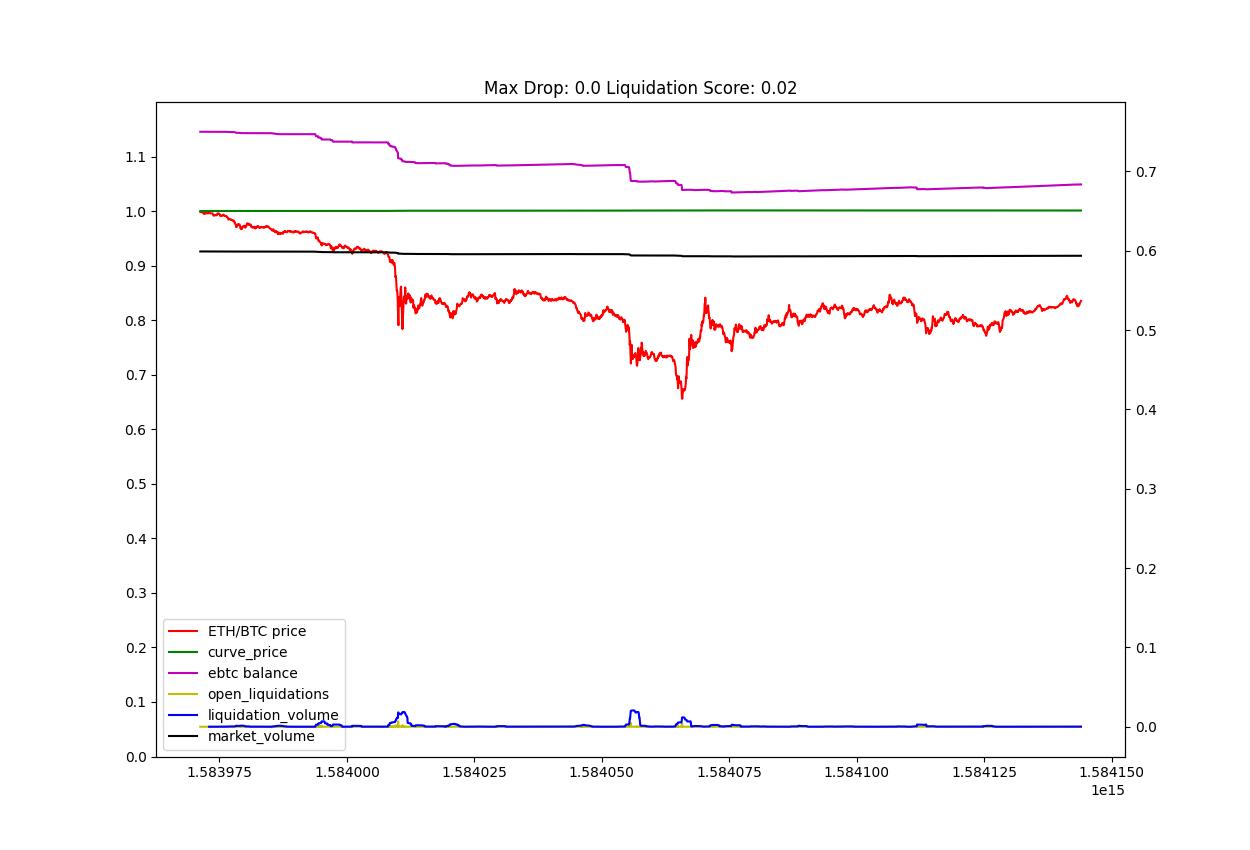 Max Drop: 0.0 Liquidation Score: 0.02
1.1
1.0
0.9
0.8
0.7
0.6
0.5
0.4
0.3
0.2
0.1
0.0
0.7
0.6
0.5
0.4
0.3
0.2
0.1
0.0
ETH/BTC price
curve_price
ebtc balance
open_liquidations
liquidation_volume
market_volume
1.583975 1.584000 1.584025 1.584050 1.584075 1.584100 1.584125 1.584150
1e15